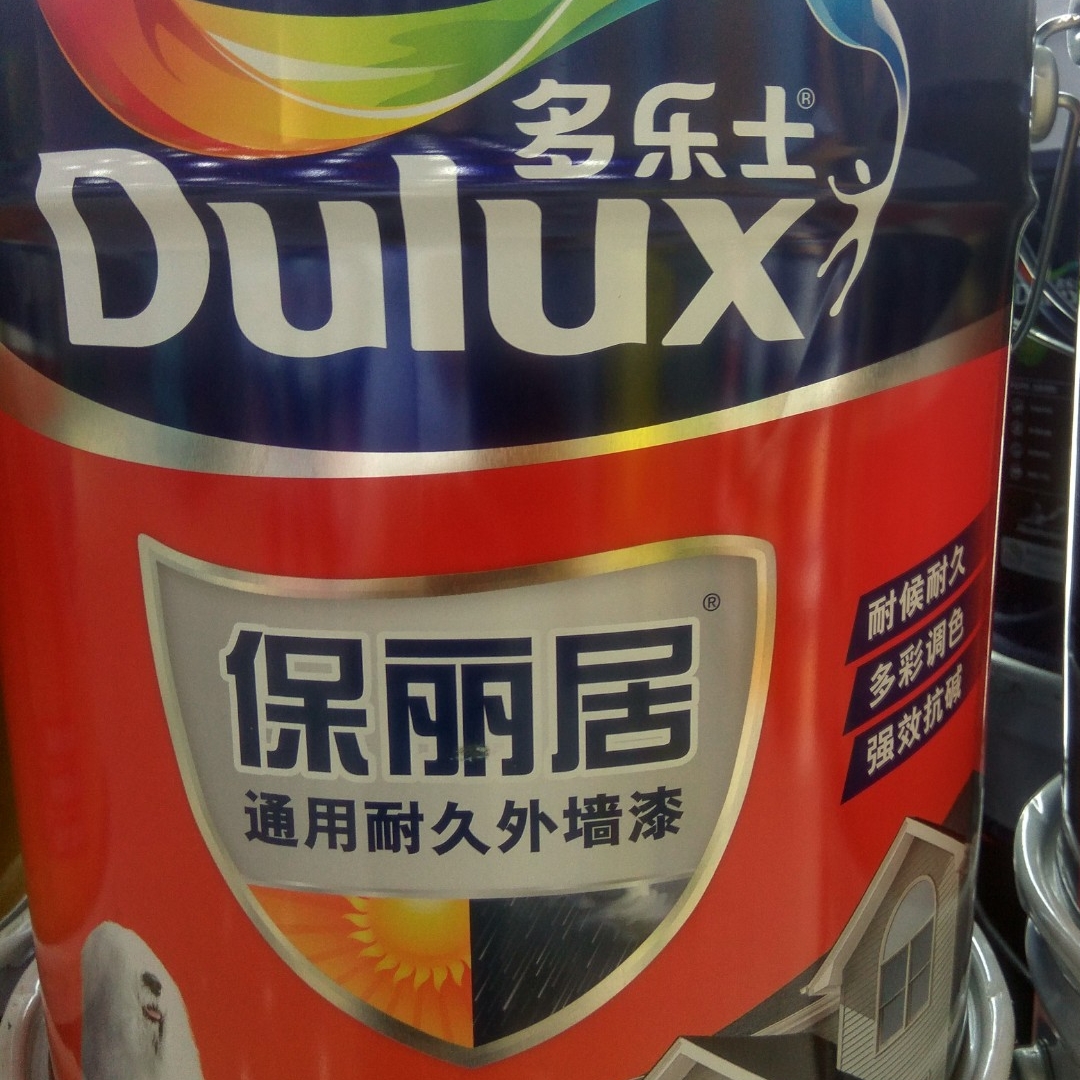 多乐士®
Dulux
保丽居®
通用耐久外墙漆
耐候耐久
多彩调色
强效抗碱